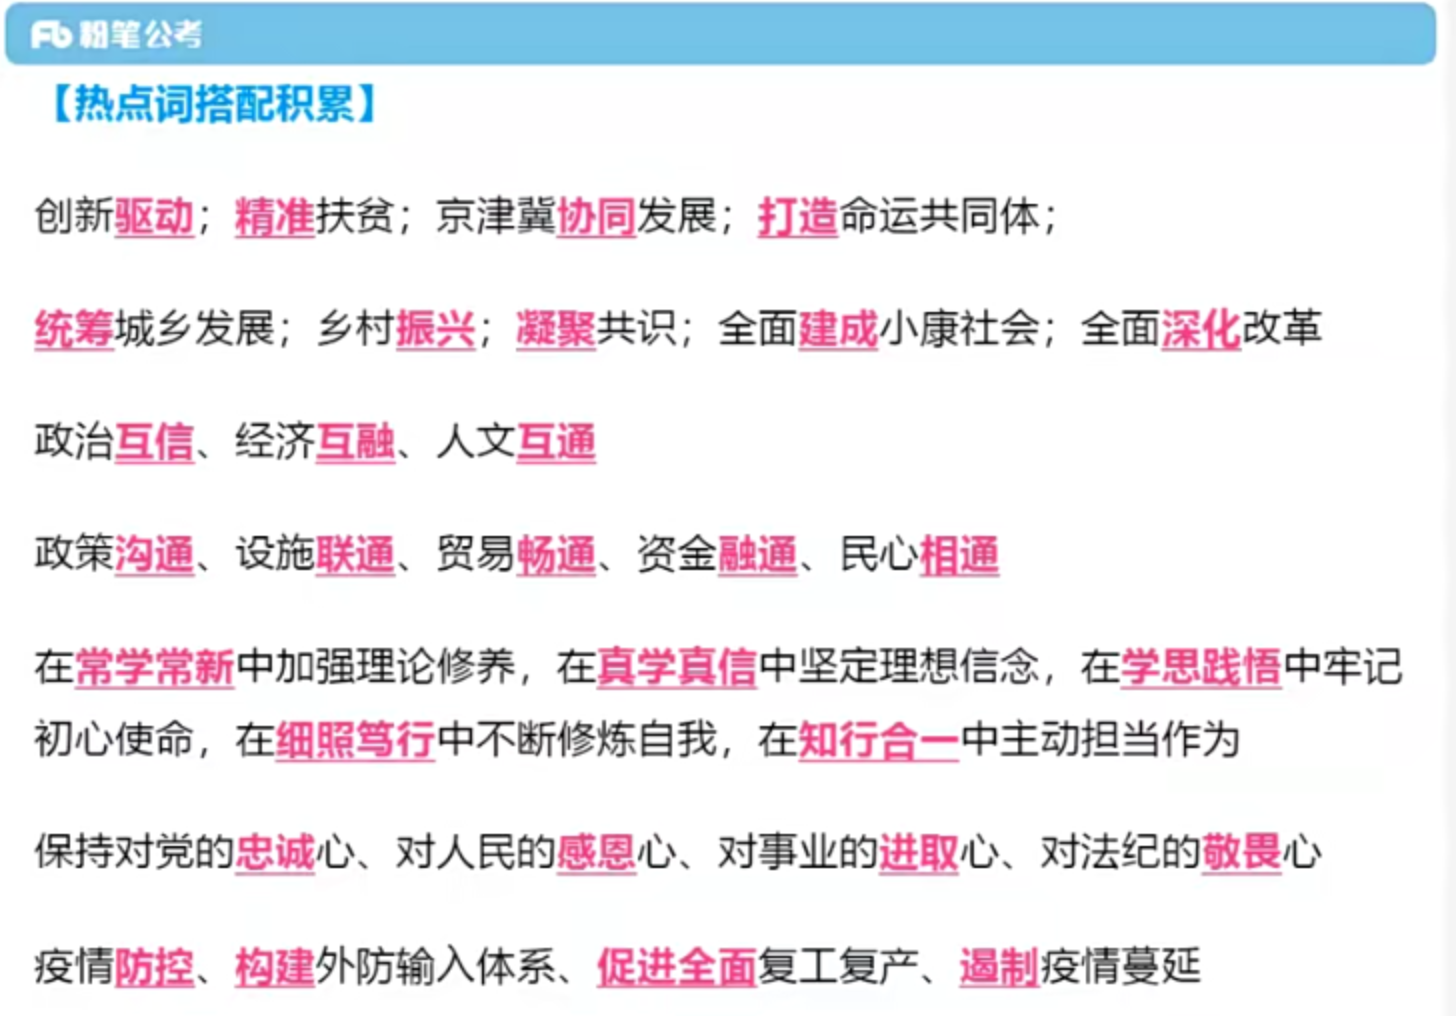 Fb 粉笔公考
【热点词搭配积累】
创新驱动；精准扶贫；京津冀协同发展；打造命运共同体；
统筹城乡发展；乡村振兴；凝聚共识；全面建成小康社会；全面深化改革
政治互信、经济互融、人文互通
政策沟通、设施联通、贸易畅通、资金融通、民心相通
在常学常新中加强理论修养，在真学真信中坚定理想信念，在学思践悟中牢记
初心使命，在细照笃行中不断修炼自我，在知行合一中主动担当作为
保持对党的忠诚心、对人民的感恩心、对事业的进取心、对法纪的敬畏心
疫情防控、构建外防输入体系、促进全面复工复产、遏制疫情蔓延